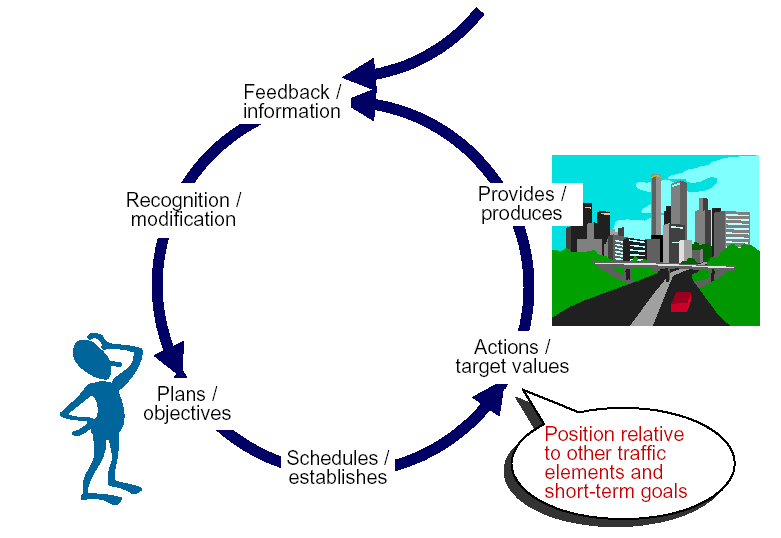 Feedback /
information
Recognition /
modification
Provides /
produces
Actions /
target values
Plans /
objectives
Schedules /
establishes
Position relative
to other traffic
elements and
short-term goals